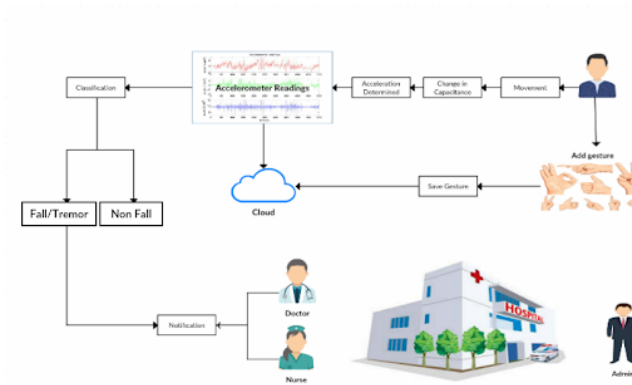 Classification
Accelerometer Readings
Acceleration
Determined
Change in
Capacitance
Movement
Add gesture
Save Gesture
Cloud
Fall/Tremor
Non Fall
Doctor
Notification
Nurse
HOSPITAL
Admin